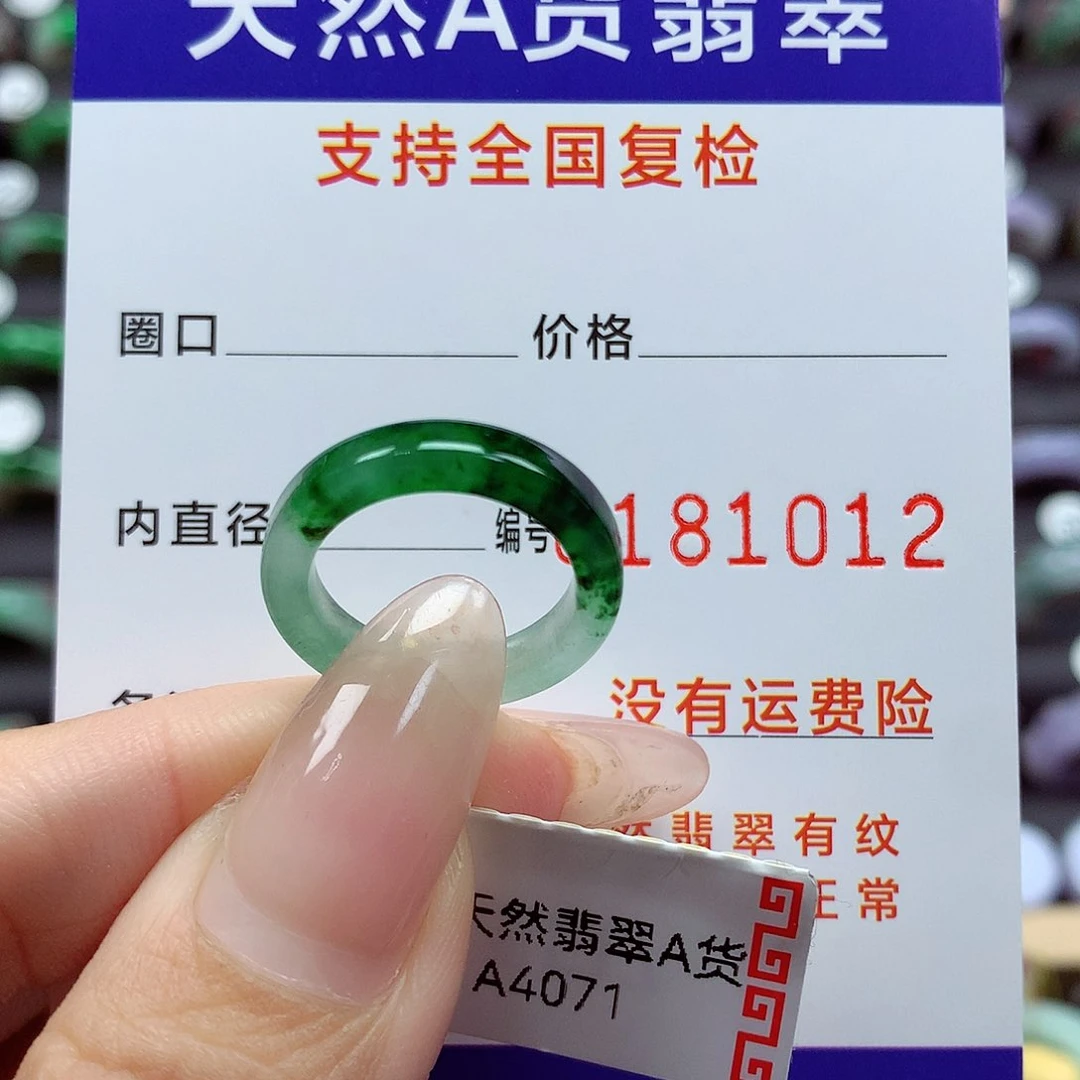 天然A货翡翠
支持全国复检
圈口 价格
内直径 编号 181012
没有运费险
翡翠有纹
正常
天然翡翠A货
A4071